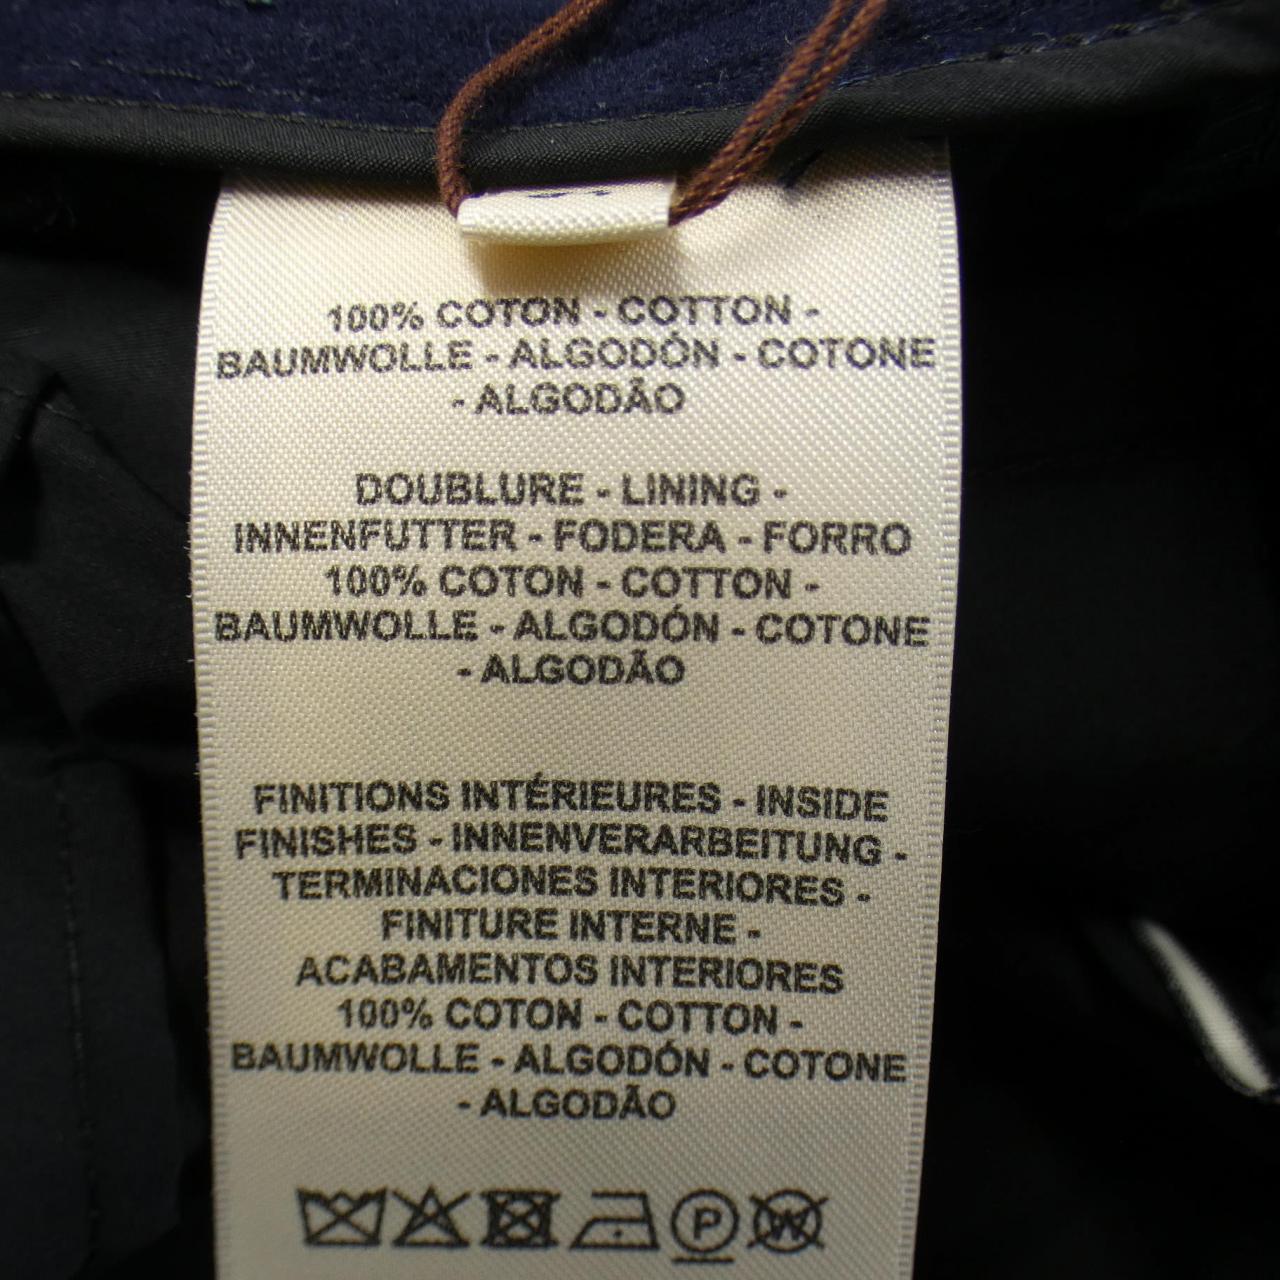 100% COTON - COTTON -
BAUMWOLLE - ALGODÓN - COTONE
- ALGODÃO
DOUBLURE - LINING -
INNENFUTTER - FODERA - FORRO
100% COTON - COTTON -
BAUMWOLLE - ALGODÓN - COTONE
- ALGODÃO
FINITIONS INTÉRIEURES - INSIDE
FINISHES - INNENVERARBEITUNG -
TERMINACIONES INTERIORES -
FINITURE INTERNE -
ACABAMENTOS INTERIORES
100% COTON - COTTON -
BAUMWOLLE - ALGODÓN - COTONE
- ALGODÃO
P W